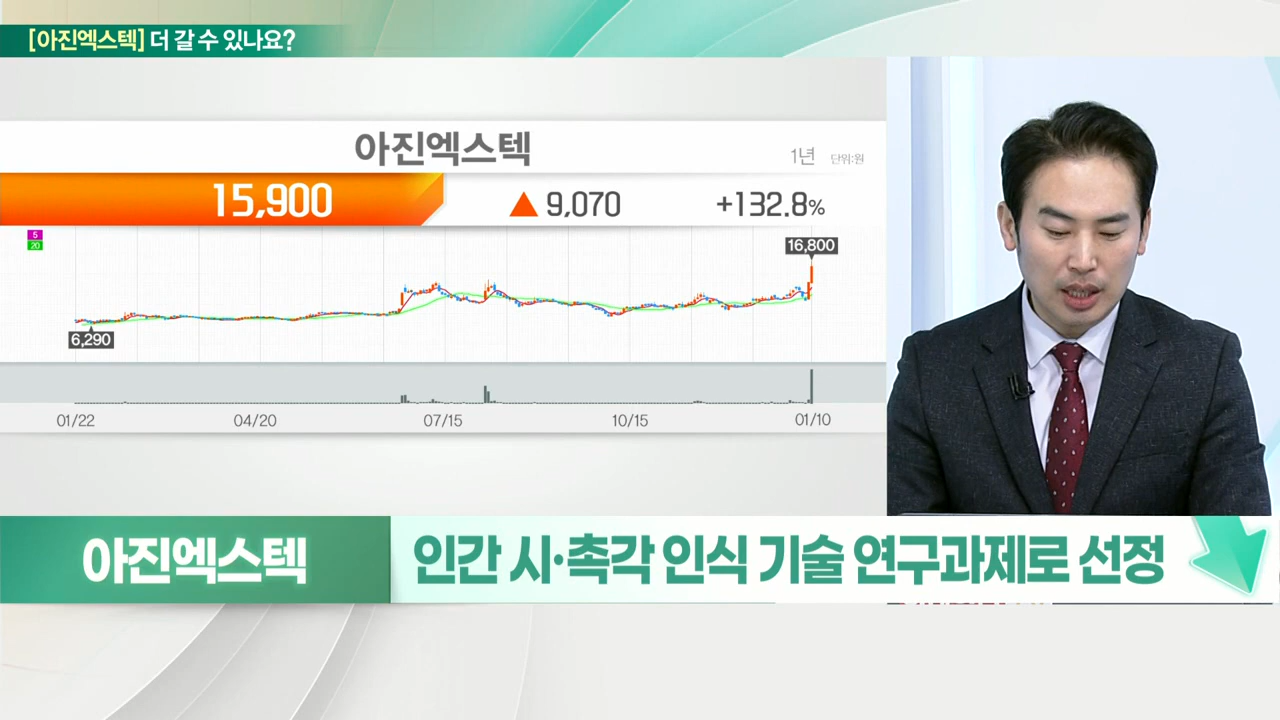 [아진엑스텍] 더 갈 수 있나요?
아진엑스텍
1년 단위:원
15,900 ▲ 9,070 +132.8%
5
20
16,800
6,290
01/22 04/20 07/15 10/15 01/10
아진엑스텍 인간 시·촉각 인식 기술 연구과제로 선정